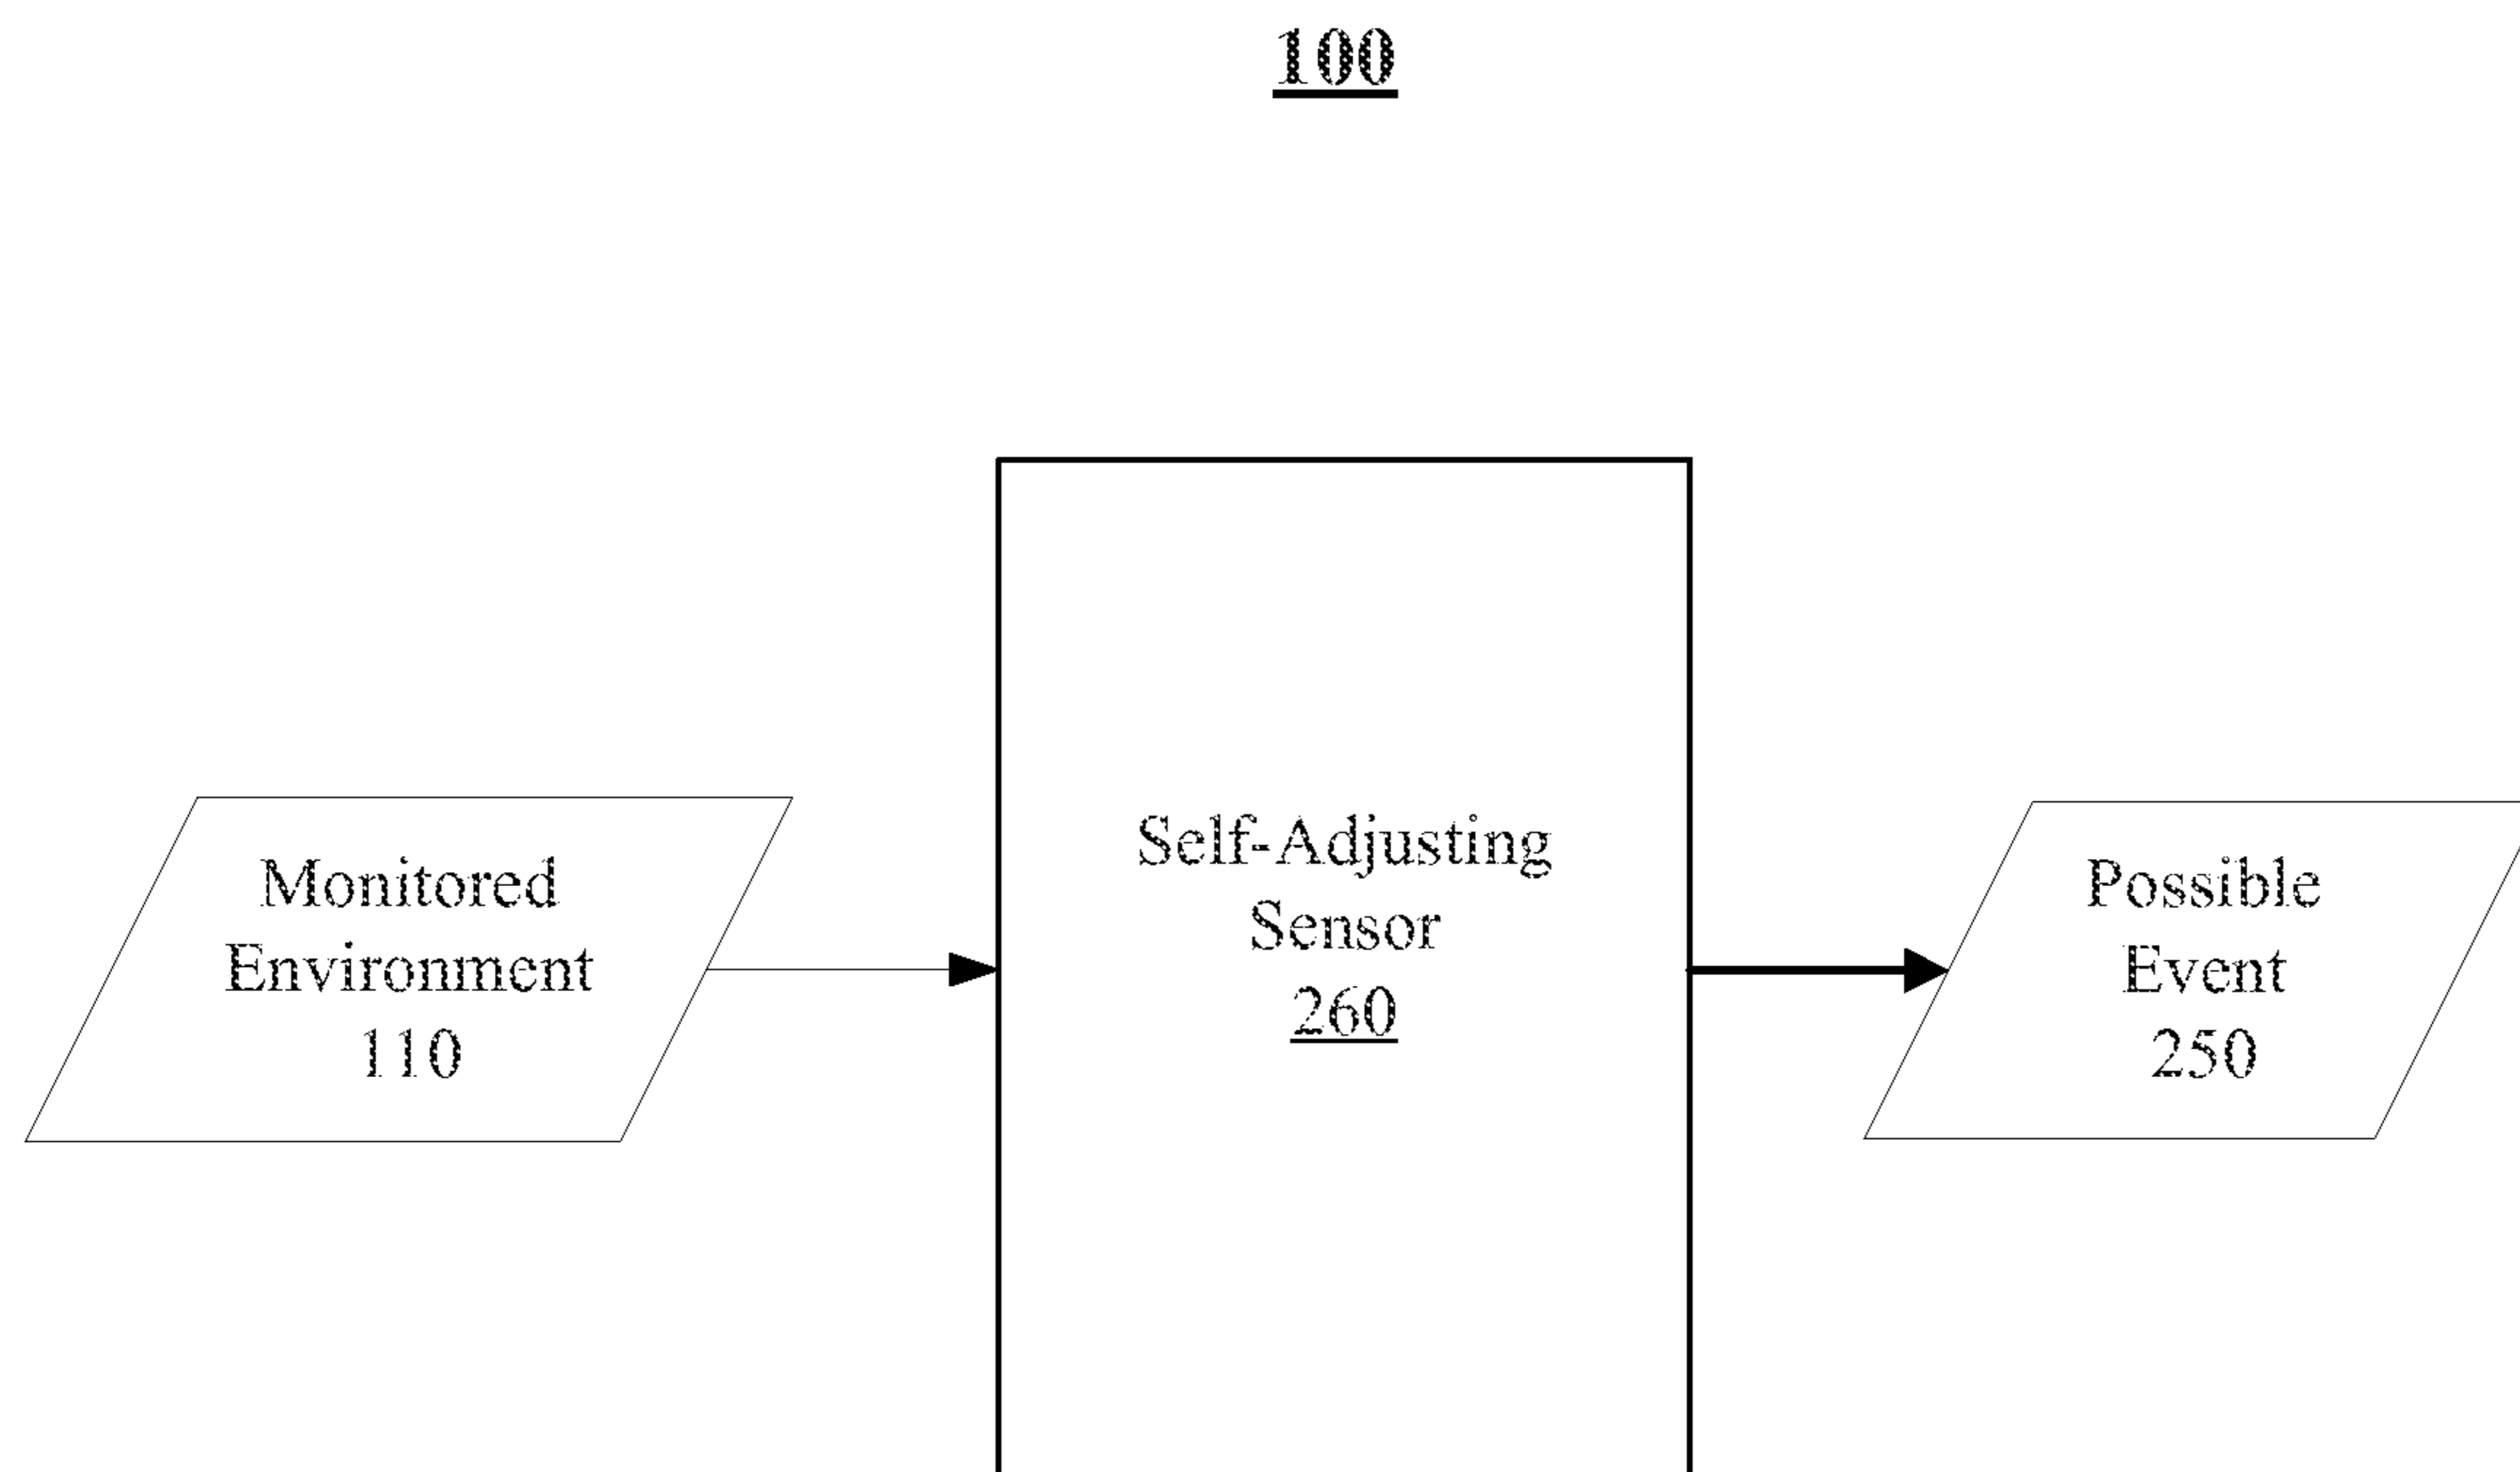 100
Monitored
Environment
110
Self-Adjusting
Sensor
260
Possible
Event
250